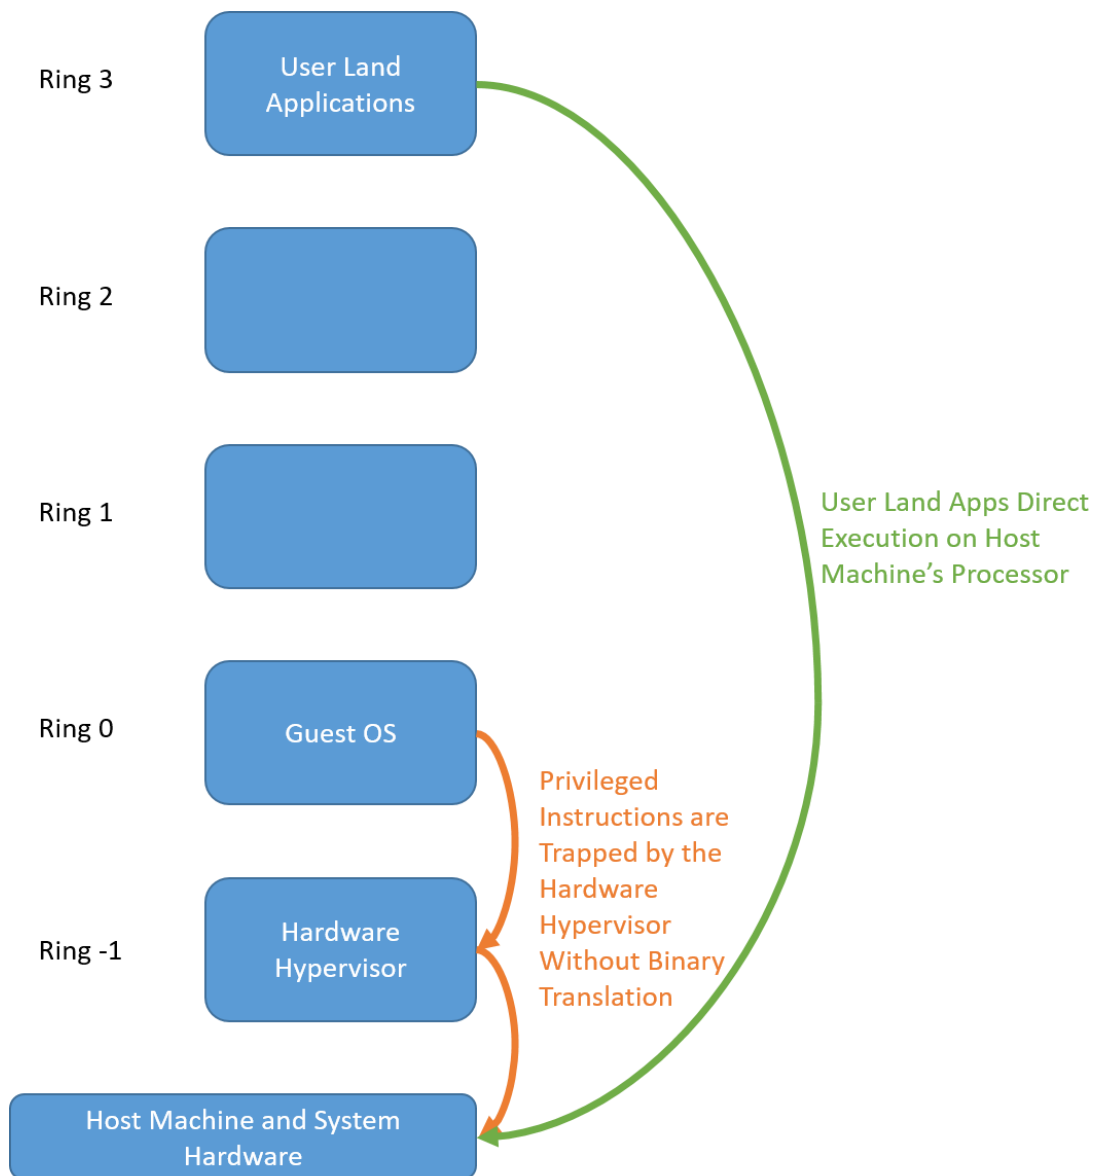 Ring 3
User Land
Applications
Ring 2
Ring 1
User Land Apps Direct
Execution on Host
Machine’s Processor
Ring 0
Guest OS
Privileged
Instructions are
Trapped by the
Hardware
Hypervisor
Without Binary
Translation
Ring -1
Hardware
Hypervisor
Host Machine and System
Hardware